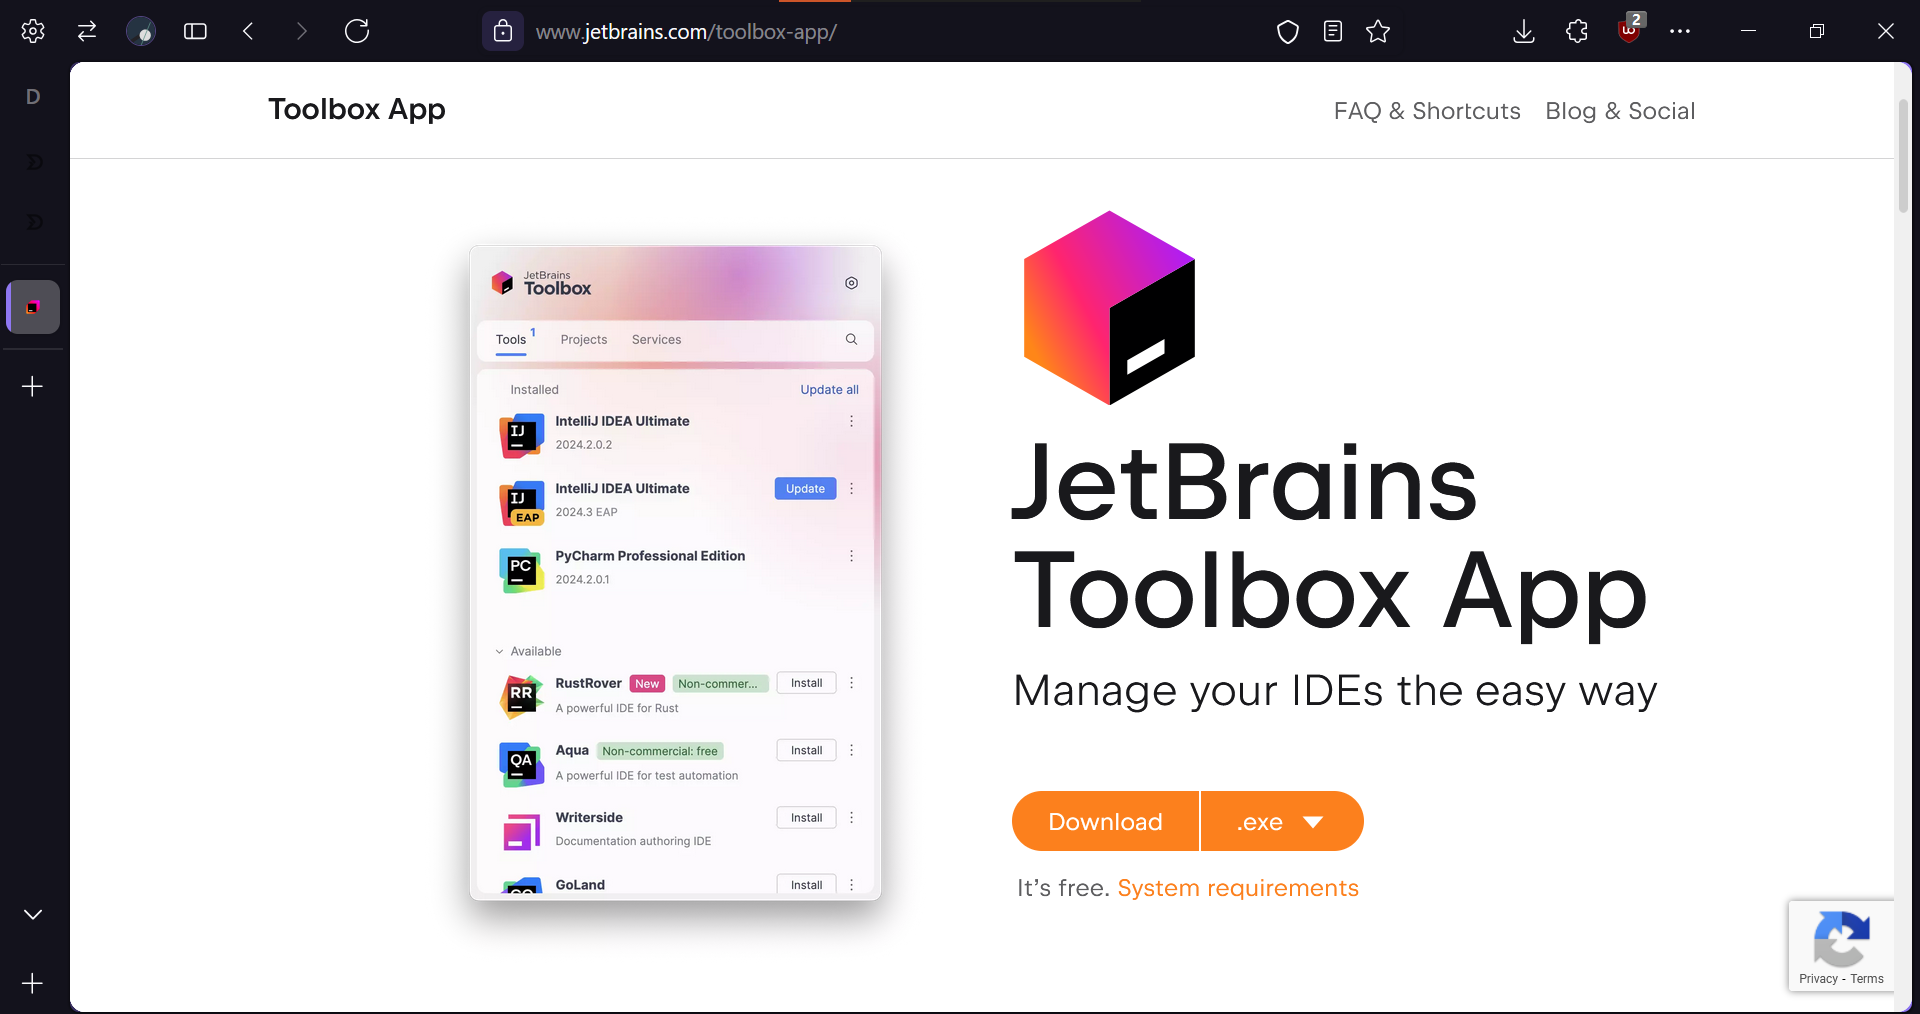 2
www.jetbrains.com/toolbox-app/
D
D
D
Toolbox App
FAQ & Shortcuts
Blog & Social
JetBrains
Toolbox
Tools 1
Projects
Services
Installed
Update all
IJ
IntelliJ IDEA Ultimate
2024.2.0.2
IJ
EAP
IntelliJ IDEA Ultimate
2024.3 EAP
Update
PC
PyCharm Professional Edition
2024.2.0.1
Available
RR
RustRover
New
Non-commer...
Install
A powerful IDE for Rust
QA
Aqua
Non-commercial: free
Install
A powerful IDE for test automation
Writerside
Install
Documentation authoring IDE
GO
GoLand
Install
JetBrains
Toolbox App
Manage your IDEs the easy way
Download
.exe
It's free. System requirements
Privacy - Terms